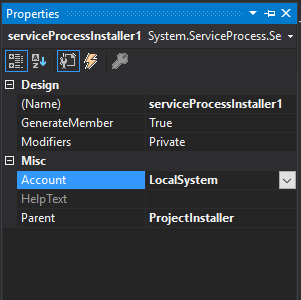 Properties
serviceProcessInstaller1 System.ServiceProcess.Se
Design
(Name) serviceProcessInstaller1
GenerateMember True
Modifiers Private
Misc
Account LocalSystem
HelpText
Parent ProjectInstaller